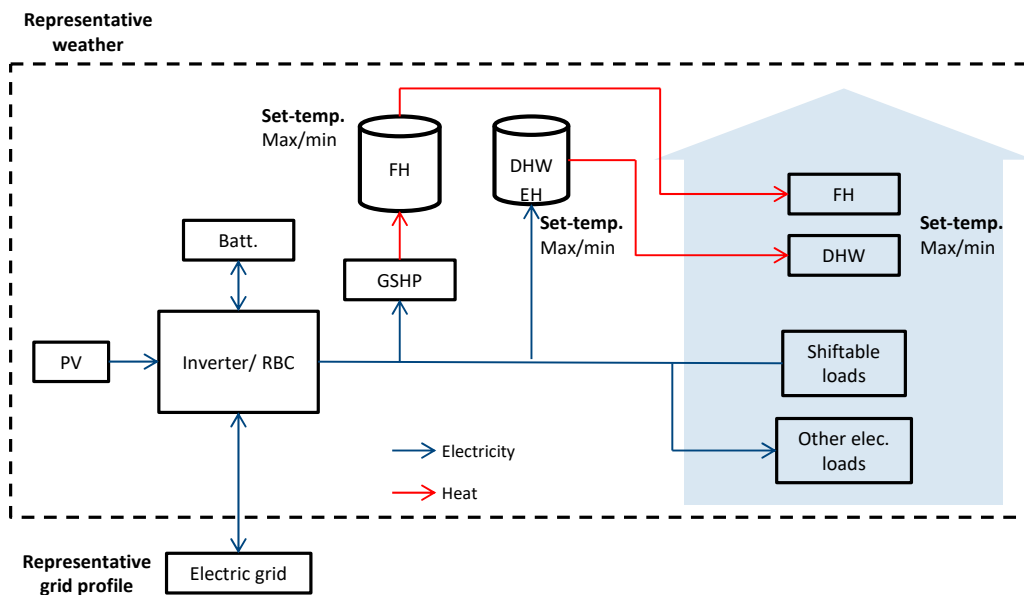 Representative
weather
Set-temp.
Max/min
FH
DHW
EH
Set-temp.
Max/min
FH
DHW
Set-temp.
Max/min
Batt.
GSHP
PV
Inverter/ RBC
Shiftable
loads
Other elec.
loads
Electricity
Heat
Representative
grid profile
Electric grid